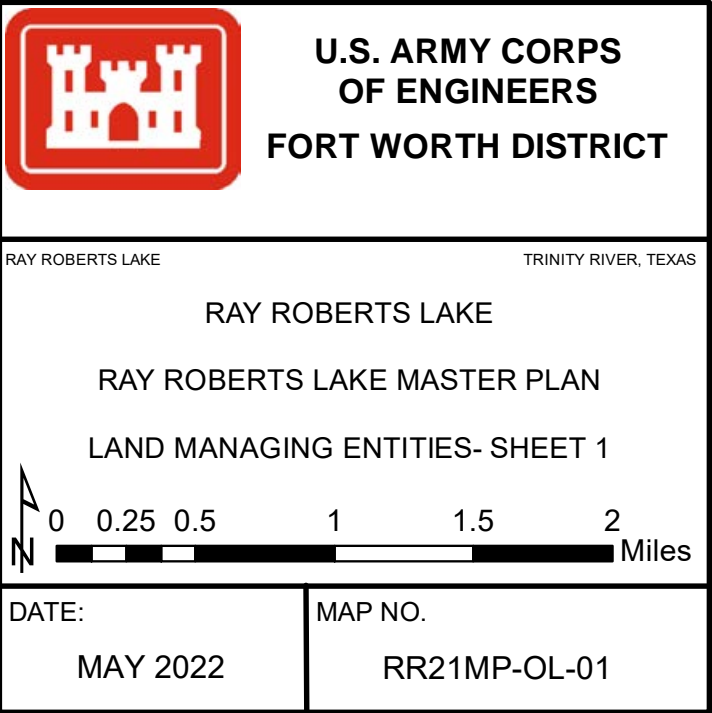 U.S. ARMY CORPS
OF ENGINEERS
FORT WORTH DISTRICT
RAY ROBERTS LAKE TRINITY RIVER, TEXAS
RAY ROBERTS LAKE
RAY ROBERTS LAKE MASTER PLAN
LAND MANAGING ENTITIES- SHEET 1
0 0.25 0.5 1 1.5 2
N Miles
DATE: MAP NO.
MAY 2022 RR21MP-OL-01